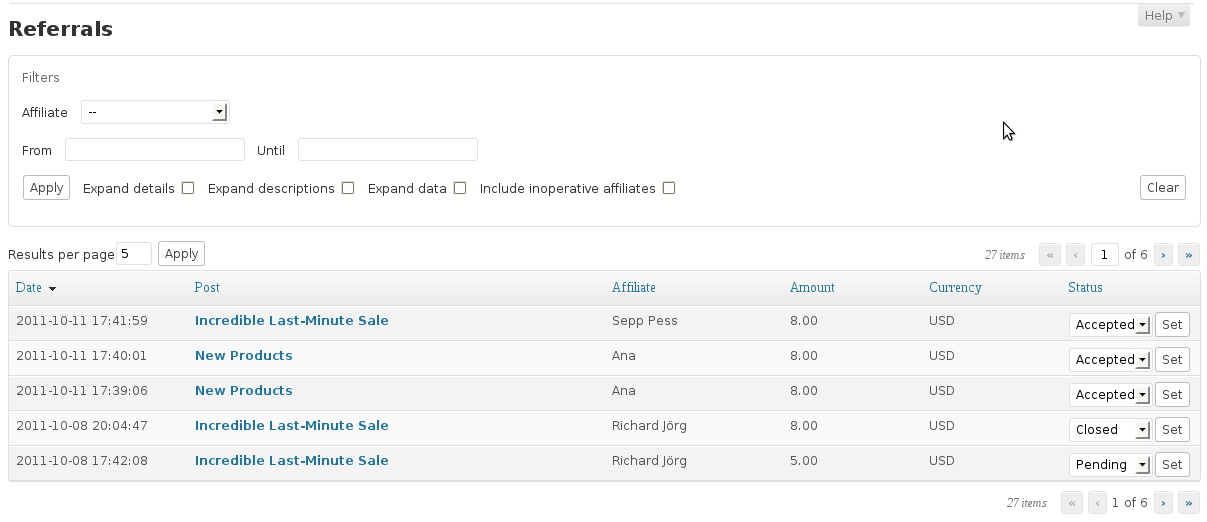 Help
Referrals
Filters
Affiliate --
From Until
Apply Expand details Expand descriptions Expand data Include inoperative affiliates Clear
Results per page 5 Apply 27 items « ‹ 1 of 6 › »
Date Post Affiliate Amount Currency Status
2011-10-11 17:41:59 Incredible Last-Minute Sale Sepp Pess 8.00 USD Accepted Set
2011-10-11 17:40:01 New Products Ana 8.00 USD Accepted Set
2011-10-11 17:39:06 New Products Ana 8.00 USD Accepted Set
2011-10-08 20:04:47 Incredible Last-Minute Sale Richard Jörg 8.00 USD Closed Set
2011-10-08 17:42:08 Incredible Last-Minute Sale Richard Jörg 5.00 USD Pending Set
27 items « ‹ 1 of 6 › »